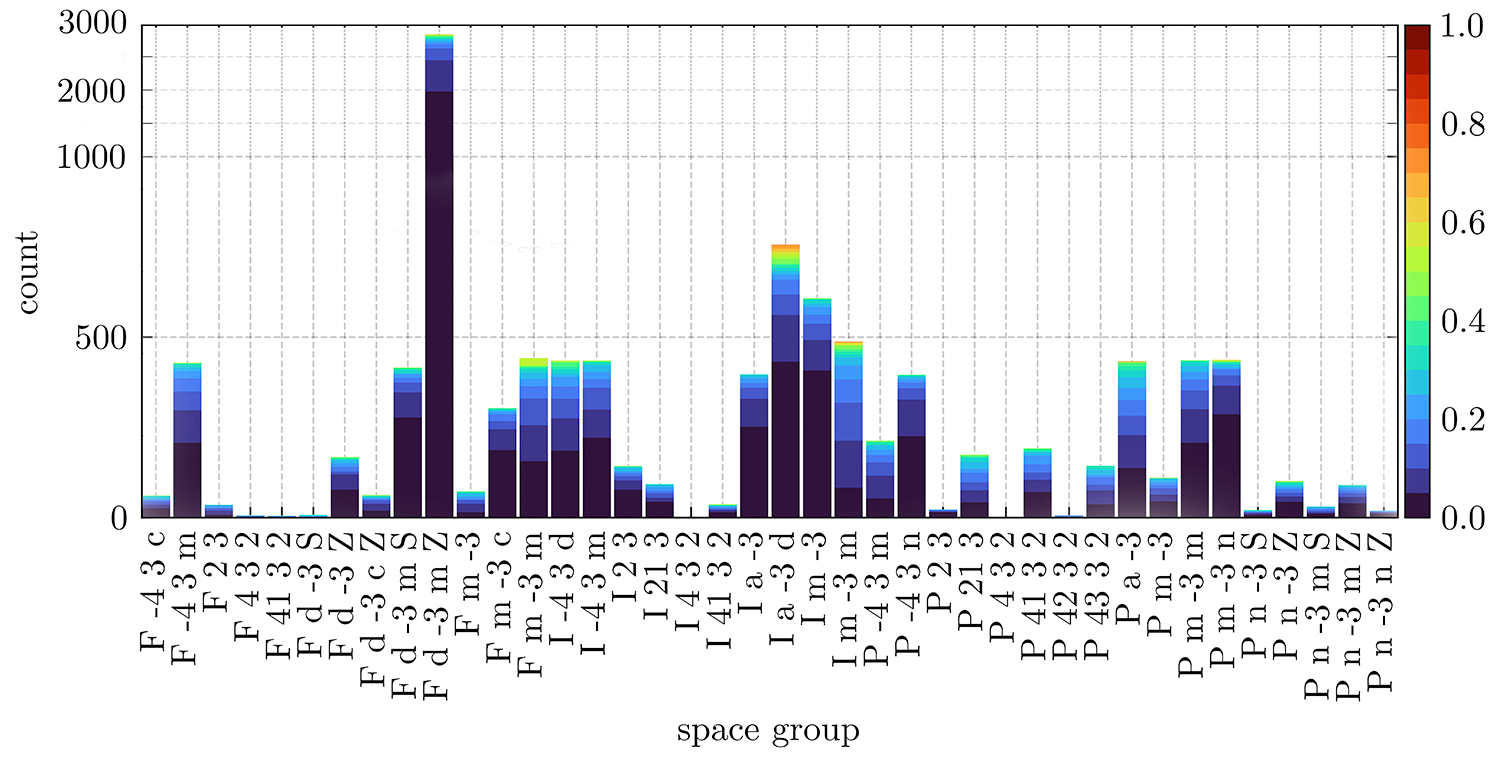 3000
2000
1000
500
0
count
F -4 3 c
F -4 3 m
F 2 3
F 4 3 2
F 41 3 2
F d -3 S
F d -3 Z
F d -3 c Z
F d -3 m S
F d -3 m Z
F m -3
F m -3 c
F m -3 m
I -4 3 d
I -4 3 m
I 2 3
I 21 3
I 4 3 2
I 41 3 2
I a -3
I a -3 d
I m -3
I m -3 m
P -4 3 m
P -4 3 n
P 2 3
P 21 3
P 4 3 2
P 41 3 2
P 42 3 2
P 43 3 2
P a -3
P m -3
P m -3 m
P m -3 n
P n -3 S
P n -3 Z
P n -3 m S
P n -3 m Z
P n -3 n Z
space group
1.0
0.8
0.6
0.4
0.2
0.0